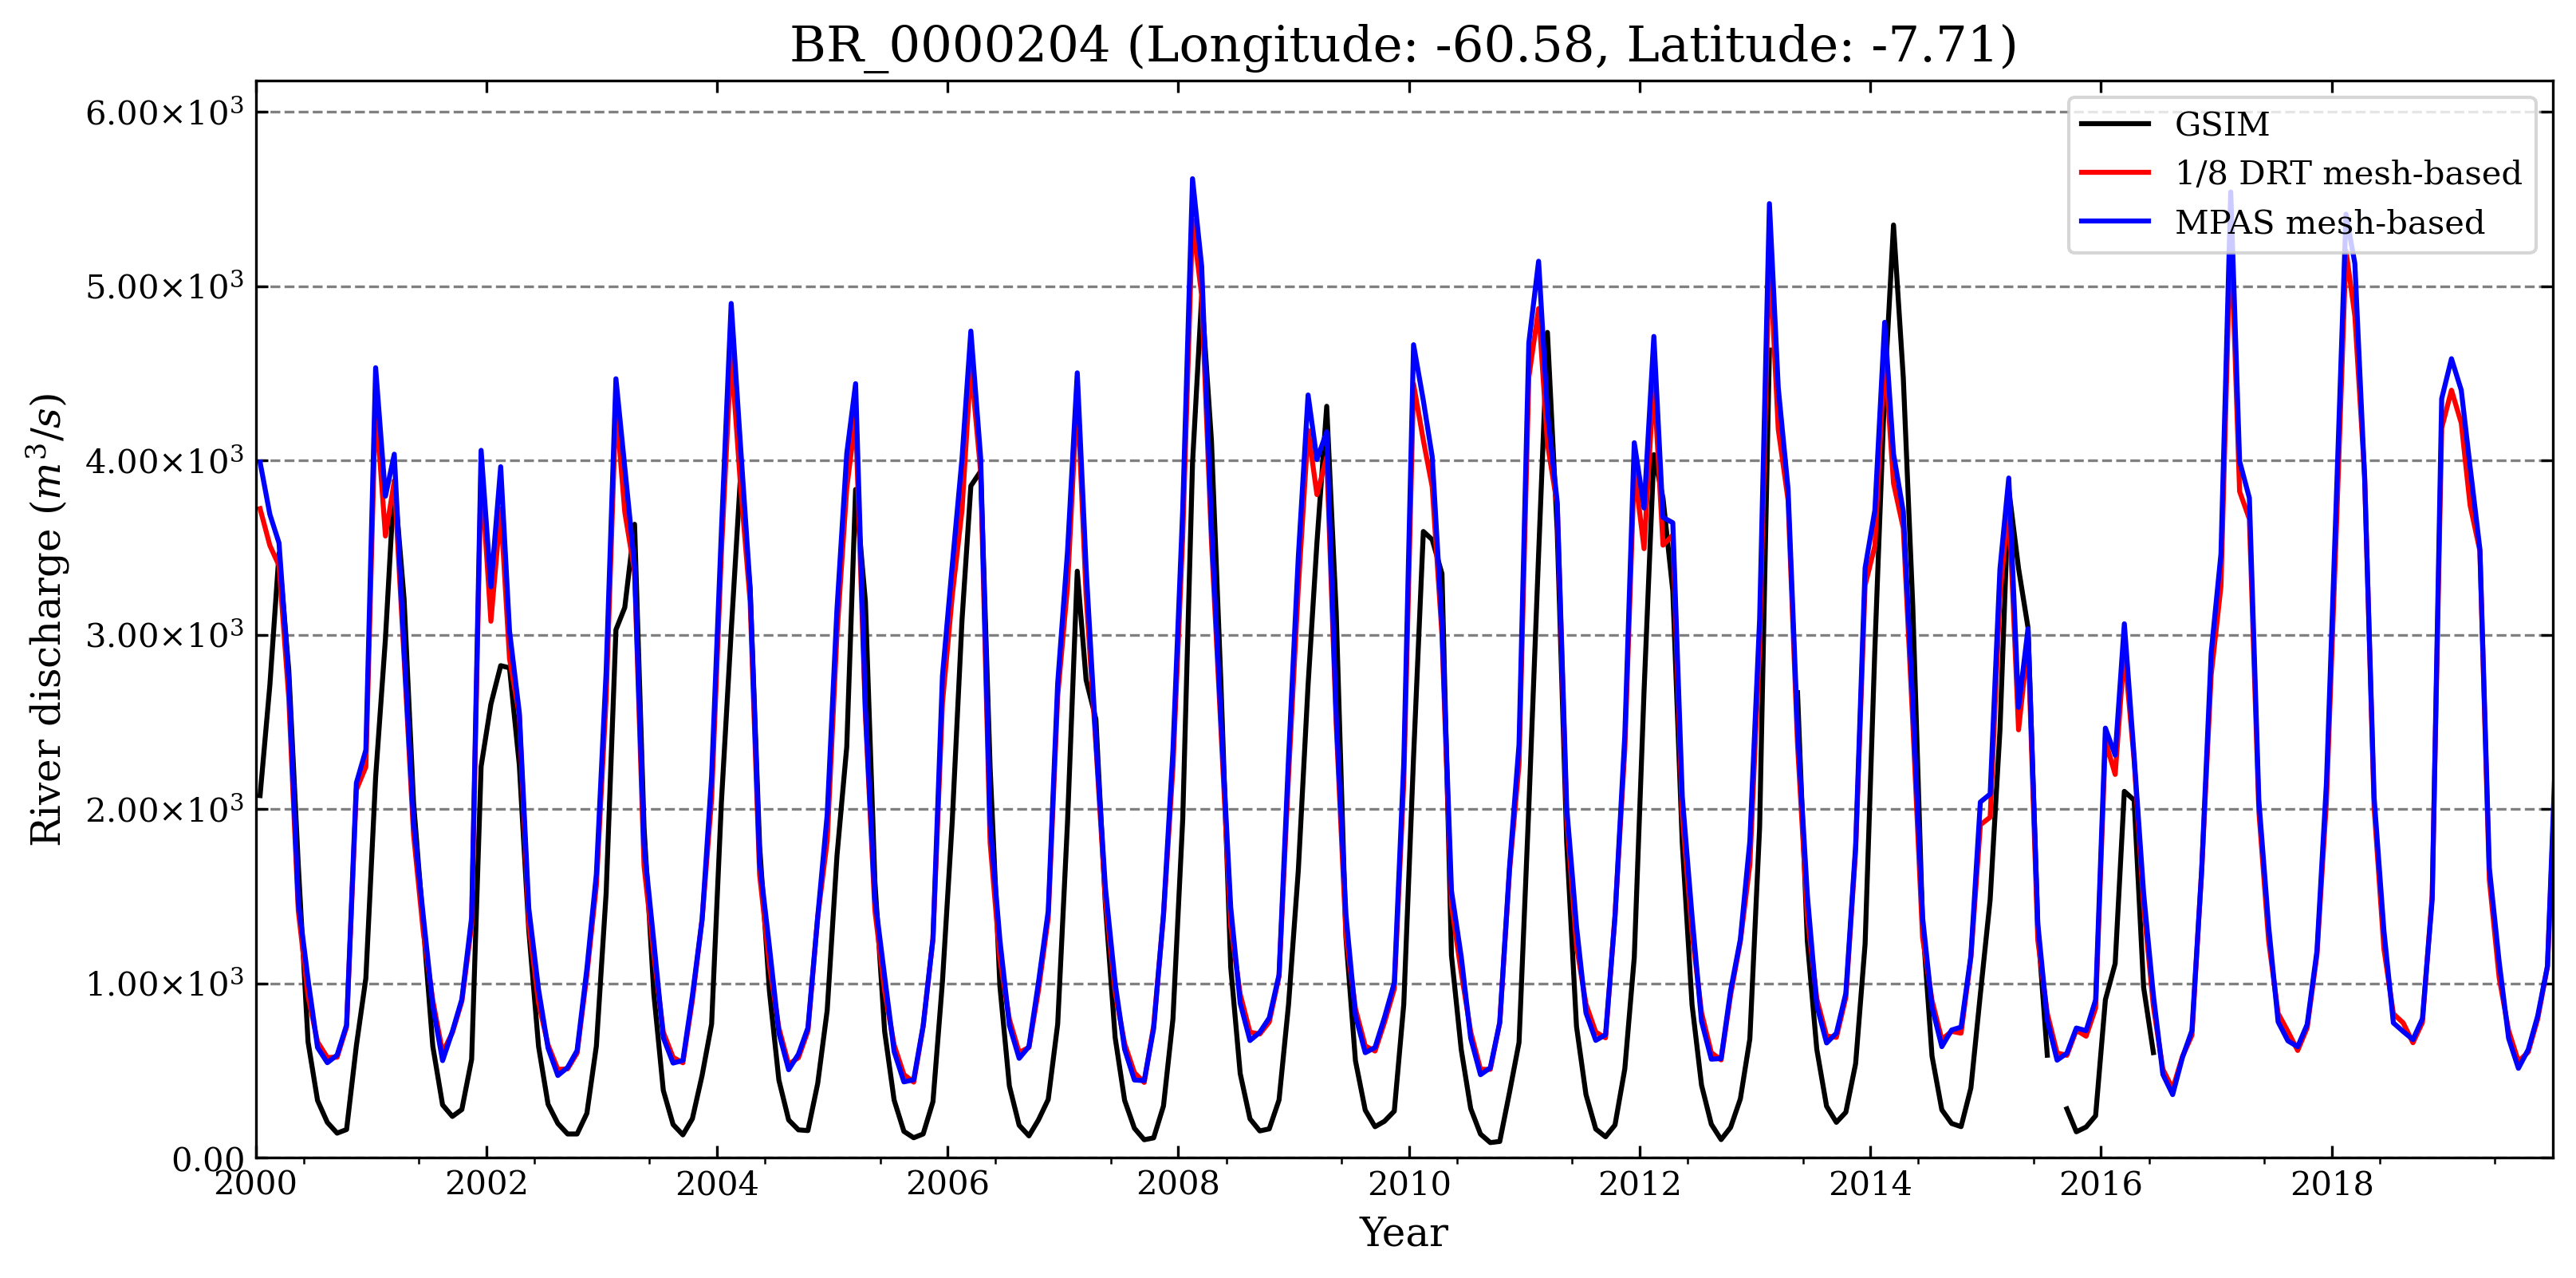 BR_0000204 (Longitude: -60.58, Latitude: -7.71)
6.00×10³
5.00×10³
4.00×10³
3.00×10³
2.00×10³
1.00×10³
0.00
River discharge (m³/s)
GSIM
1/8 DRT mesh-based
MPAS mesh-based
2000 2002 2004 2006 2008 2010 2012 2014 2016 2018
Year